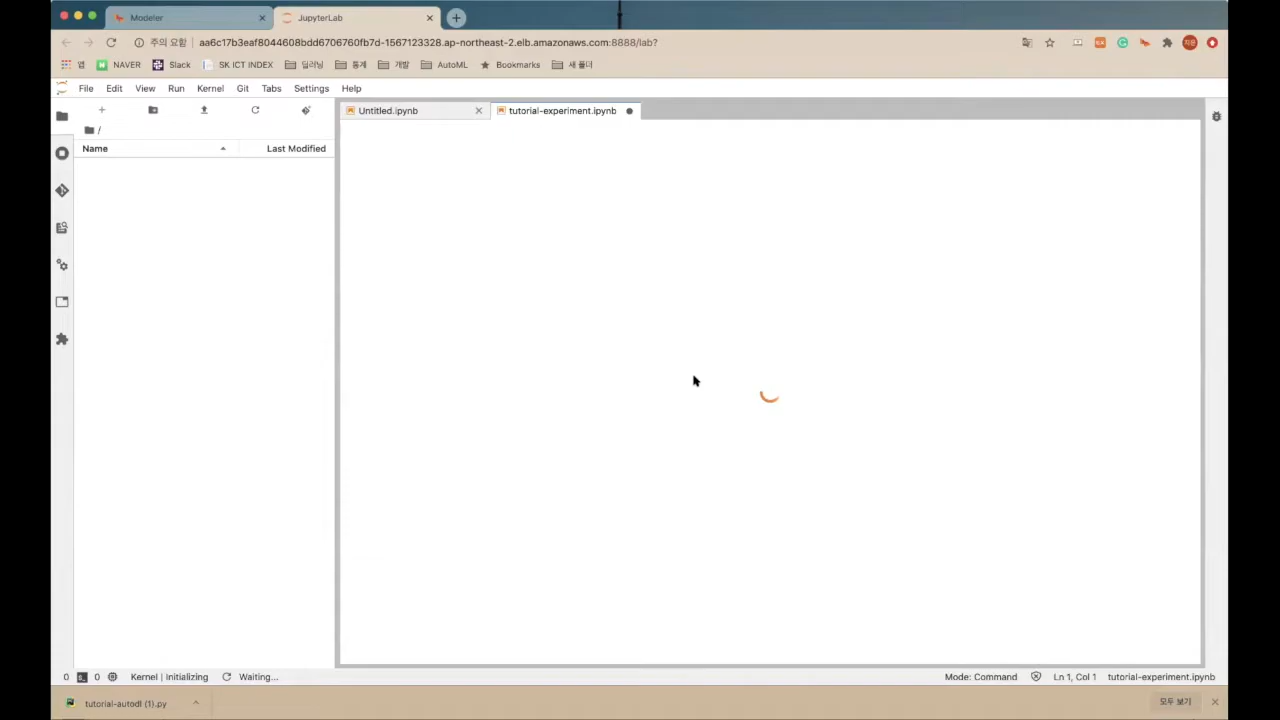 Modeler
JupyterLab
주의 요함
aa6c17b3eaf8044608bdd6706760fb7d-1567123328.ap-northeast-2.elb.amazonaws.com:8888/lab?
앱
NAVER
Slack
SK ICT INDEX
딥러닝
통계
개발
AutoML
Bookmarks
새 폴더
File
Edit
View
Run
Kernel
Git
Tabs
Settings
Help
Untitled.ipynb
tutorial-experiment.ipynb
/
Name
Last Modified
0
0
Kernel | Initializing
Waiting...
Mode: Command
Ln 1, Col 1
tutorial-experiment.ipynb
tutorial-autodl (1).py
모두 보기